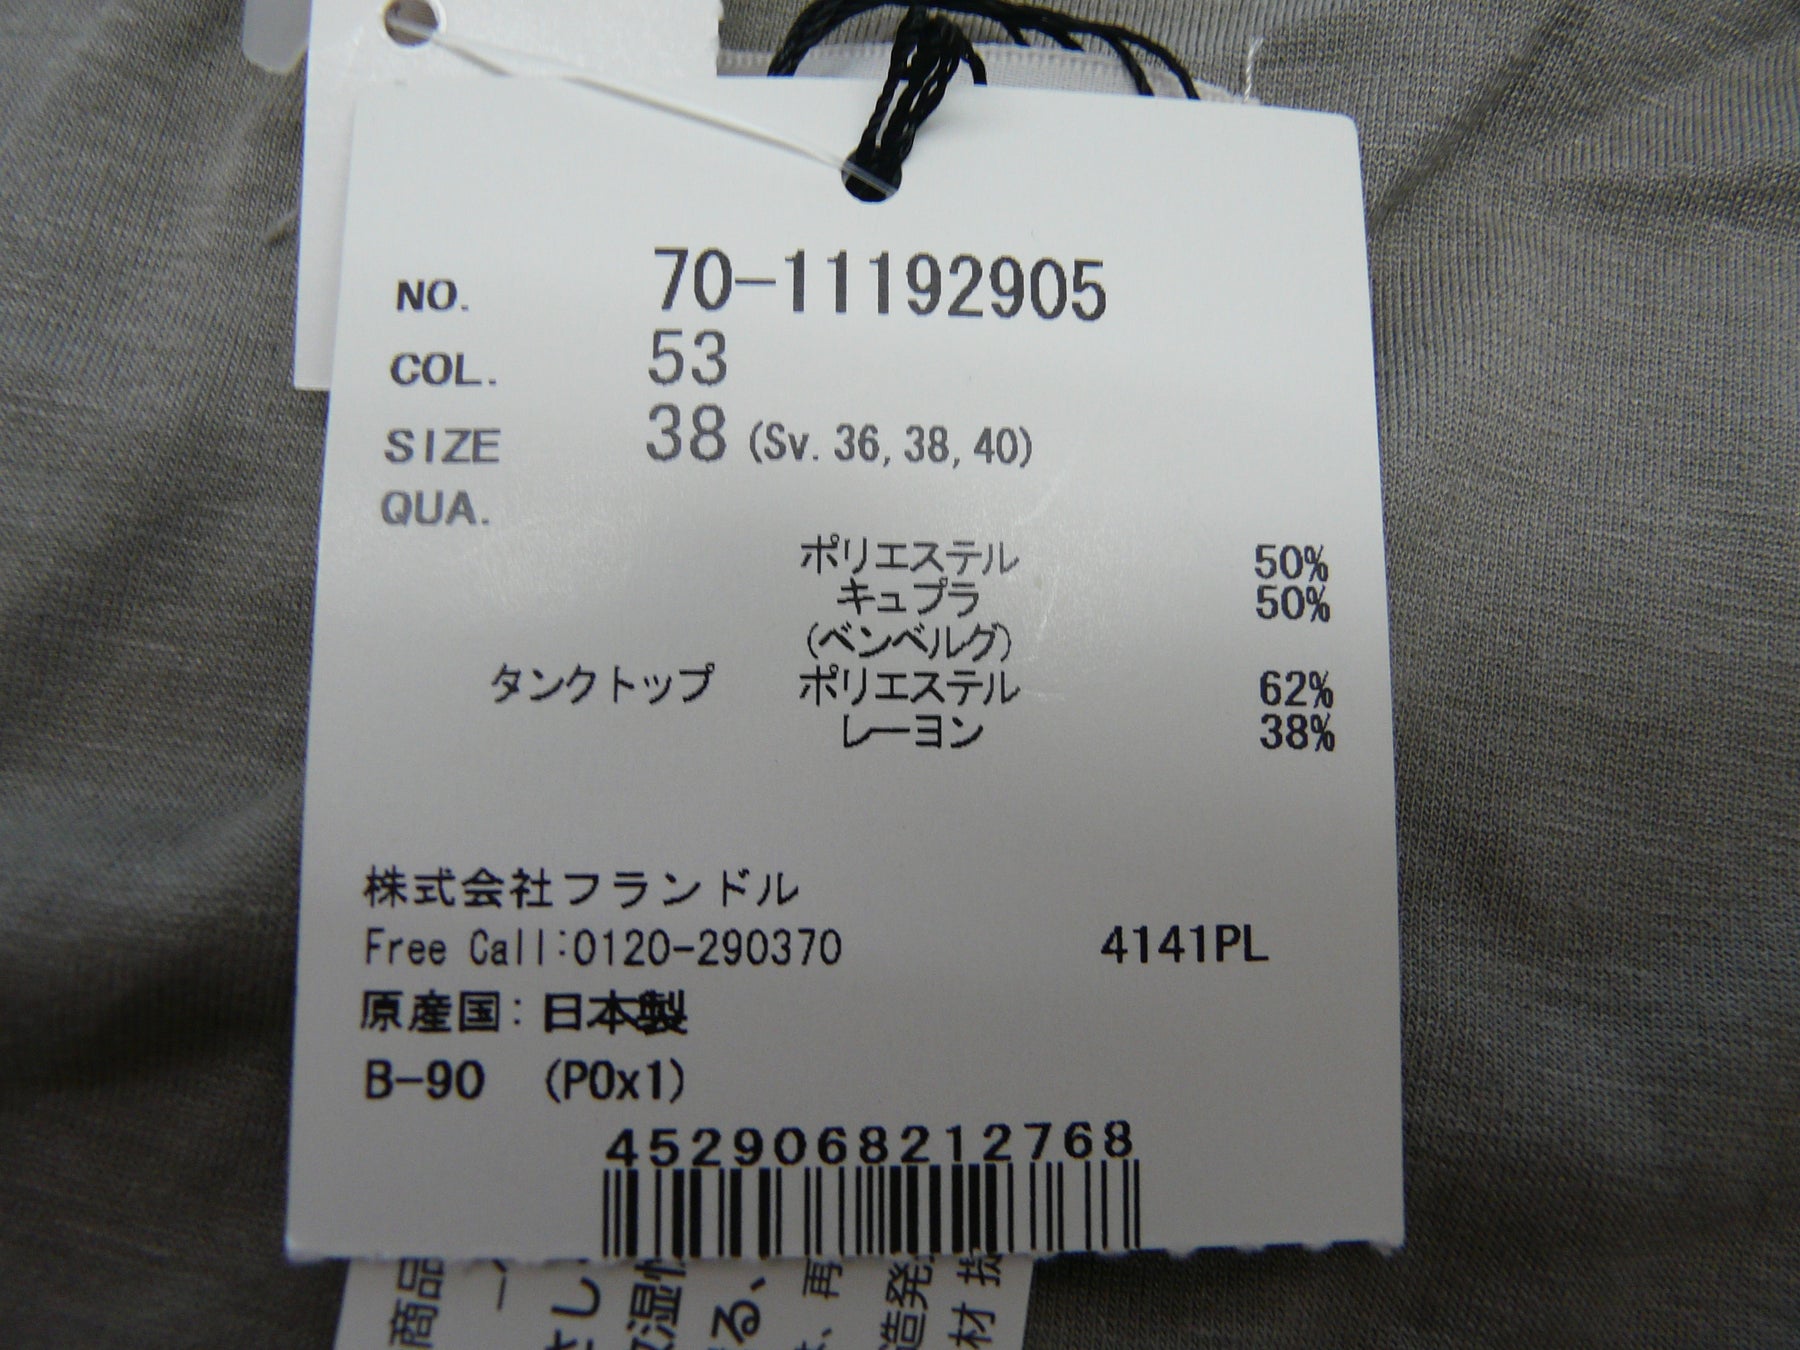 NO. 70-11192905
COL. 53
SIZE 38 (Sv. 36, 38, 40)
QUA.
ポリエステル 50%
キュプラ 50%
(ベンベルグ)
タンクトップ ポリエステル 62%
レーヨン 38%
株式会社フランドル
Free Call:0120-290370 4141PL
原産国: 日本製
B-90 (P0x1)
4529068212768
商品